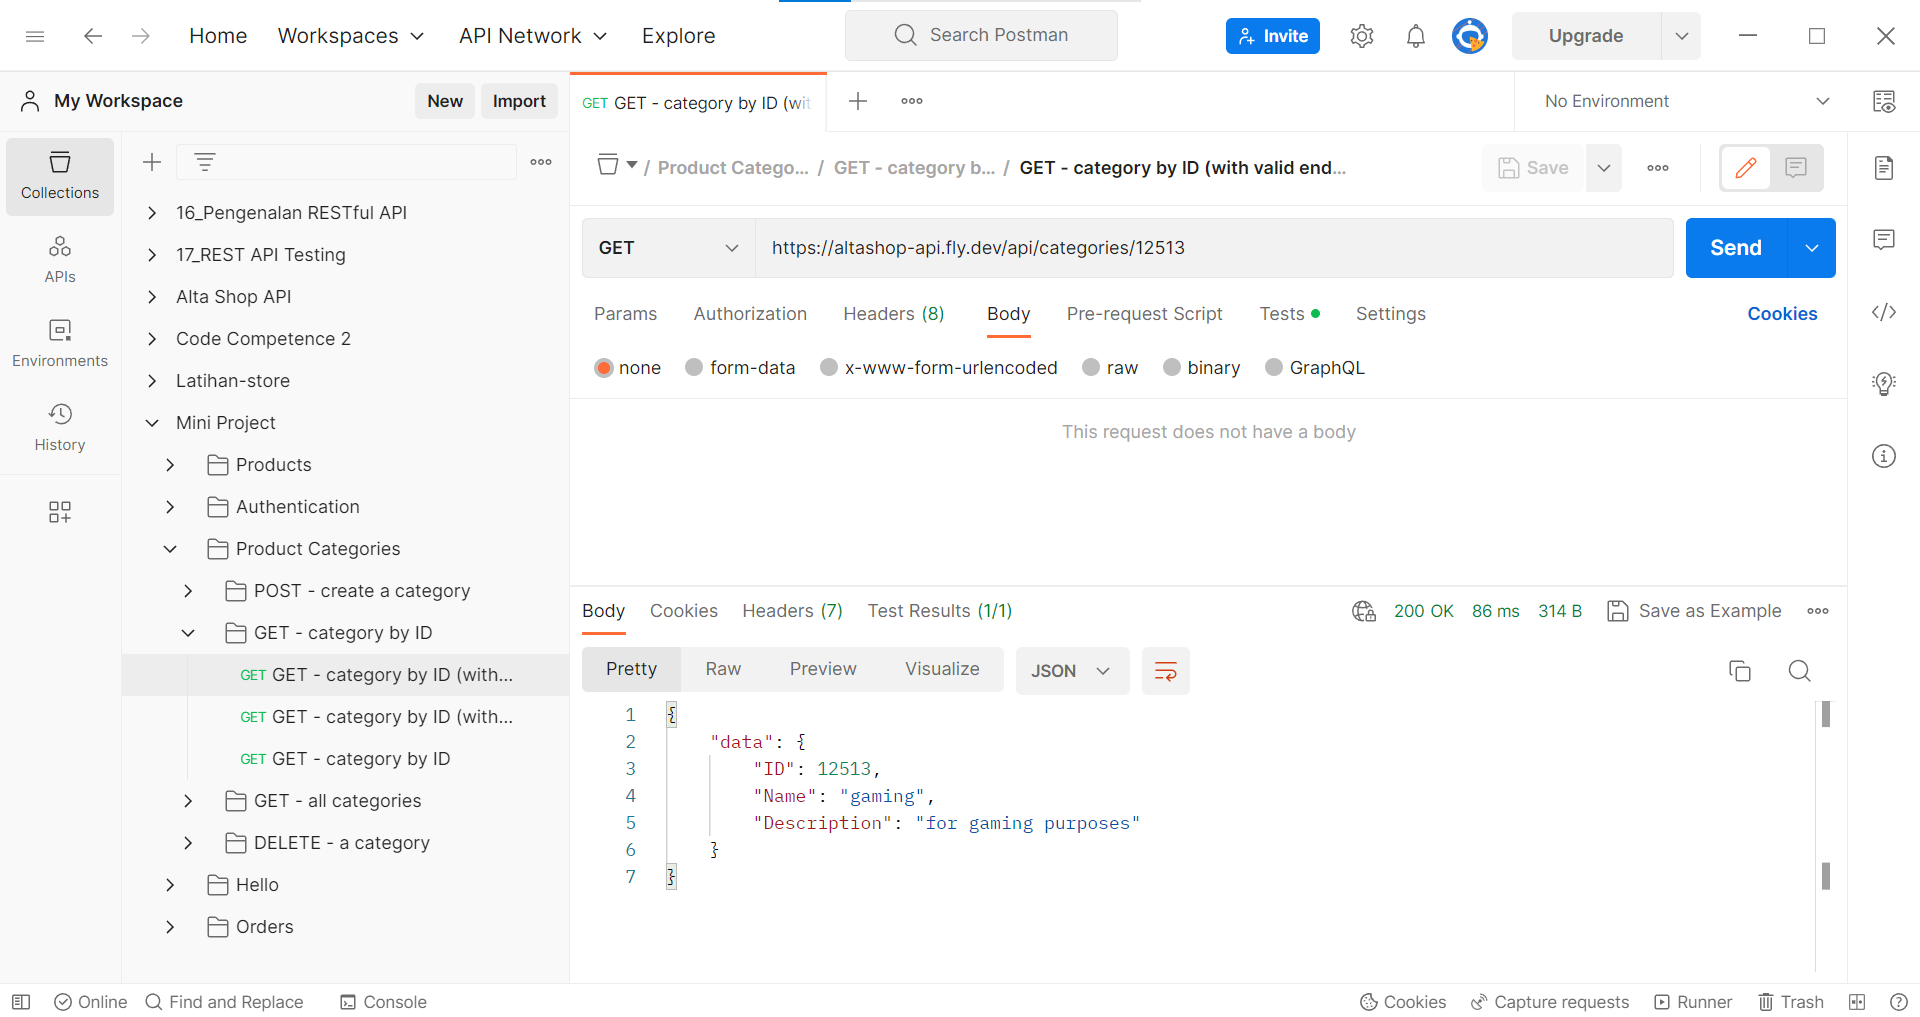 Home Workspaces API Network Explore Search Postman Invite Upgrade
My Workspace New Import GET GET - category by ID (wit No Environment
Collections
APIs
Environments
History
16_Pengenalan RESTful API
17_REST API Testing
Alta Shop API
Code Competence 2
Latihan-store
Mini Project
Products
Authentication
Product Categories
POST - create a category
GET - category by ID
GET GET - category by ID (with...
GET GET - category by ID (with...
GET GET - category by ID
GET - all categories
DELETE - a category
Hello
Orders
/ Product Catego... / GET - category b... / GET - category by ID (with valid end... Save
GET https://altashop-api.fly.dev/api/categories/12513 Send
Params Authorization Headers (8) Body Pre-request Script Tests Settings Cookies
none form-data x-www-form-urlencoded raw binary GraphQL
This request does not have a body
Body Cookies Headers (7) Test Results (1/1) 200 OK 86 ms 314 B Save as Example
Pretty Raw Preview Visualize JSON
1 {
2 "data": {
3 "ID": 12513,
4 "Name": "gaming",
5 "Description": "for gaming purposes"
6 }
7 }
Online Find and Replace Console Cookies Capture requests Runner Trash